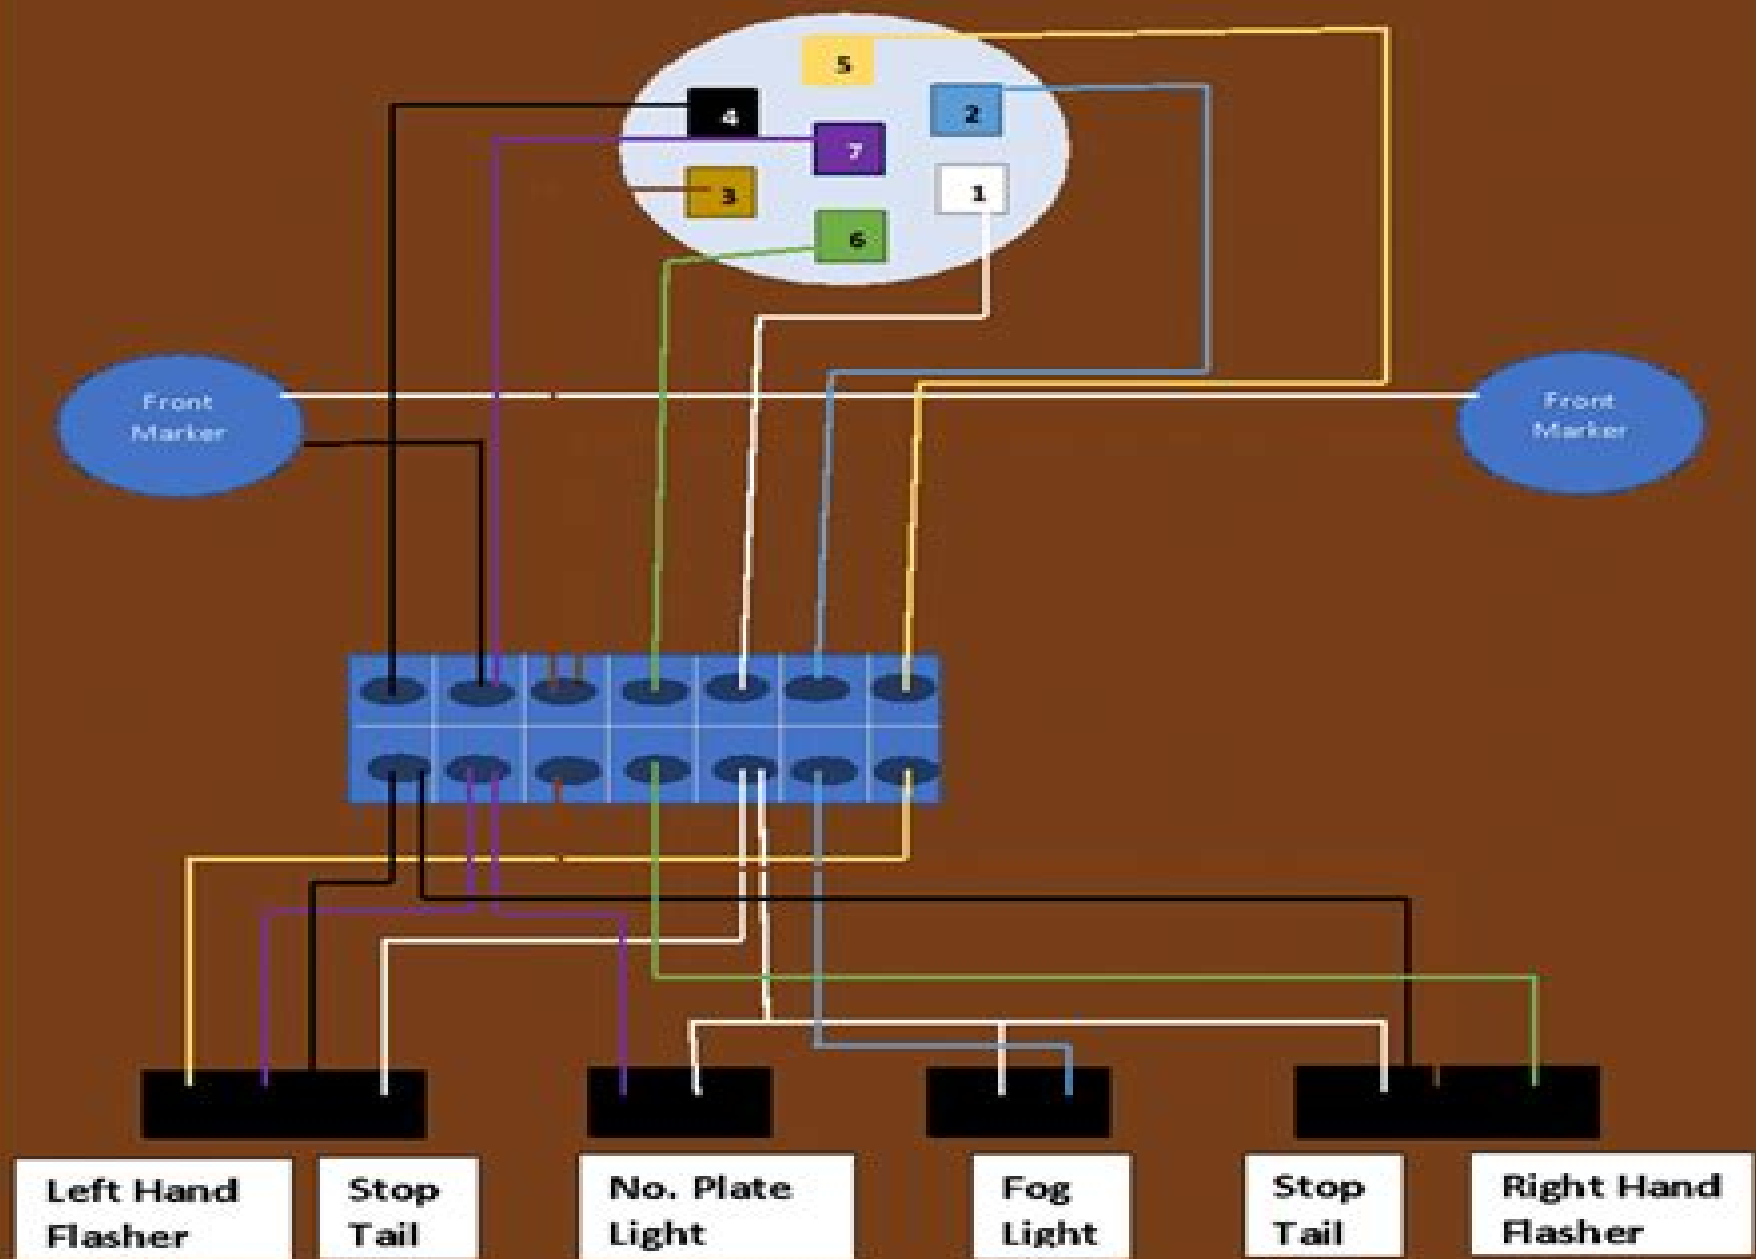 5
4
2
7
3
1
6
Front
Marker
Front
Marker
Left Hand
Flasher
Stop
Tail
No. Plate
Light
Fog
Light
Stop
Tail
Right Hand
Flasher